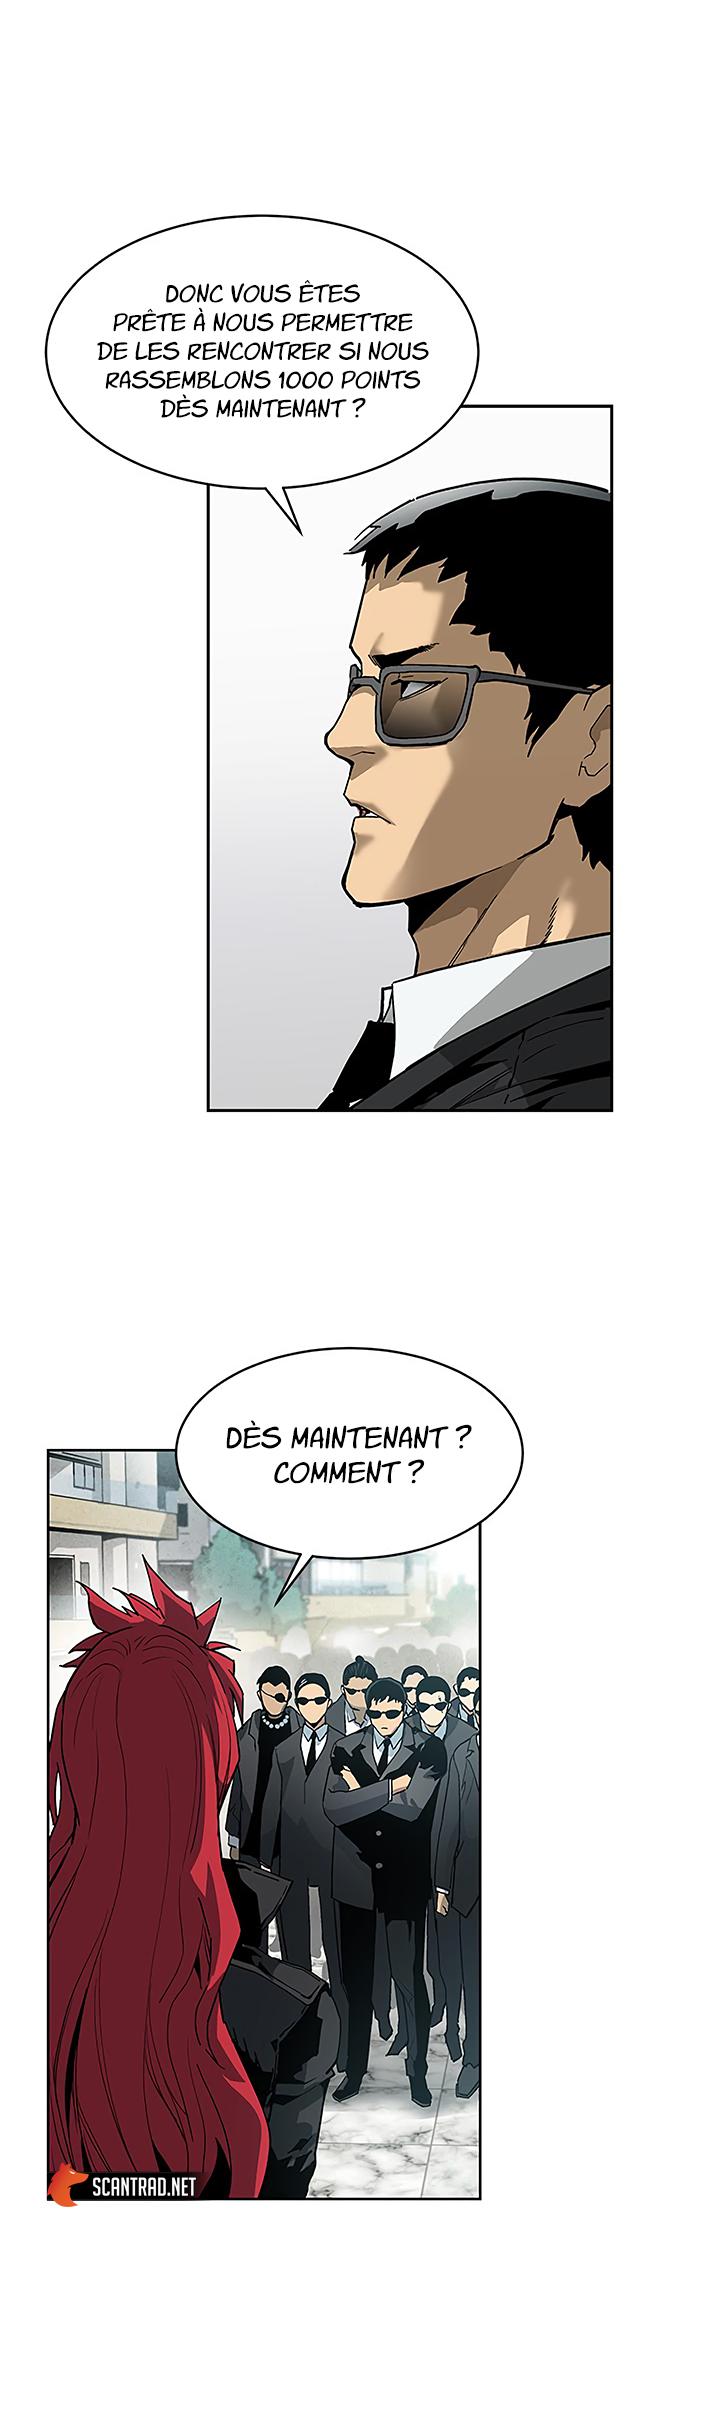 DONC VOUS ÊTES
PRÊTE À NOUS PERMETTRE
DE LES RENCONTRER SI NOUS
RASSEMBLONS 1000 POINTS
DÈS MAINTENANT ?
DÈS MAINTENANT ?
COMMENT ?
SCANTRAD.NET